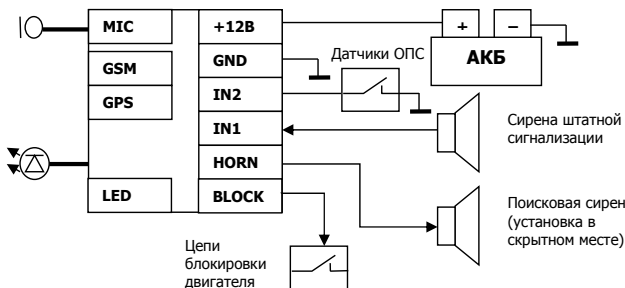 MIC
GSM
GPS
LED
+12В
GND
IN2
IN1
HORN
BLOCK
Датчики ОПС
+
–
АКБ
Сирена штатной
сигнализации
Поисковая сирен
(установка в
скрытном месте)
Цепи
блокировки
двигателя